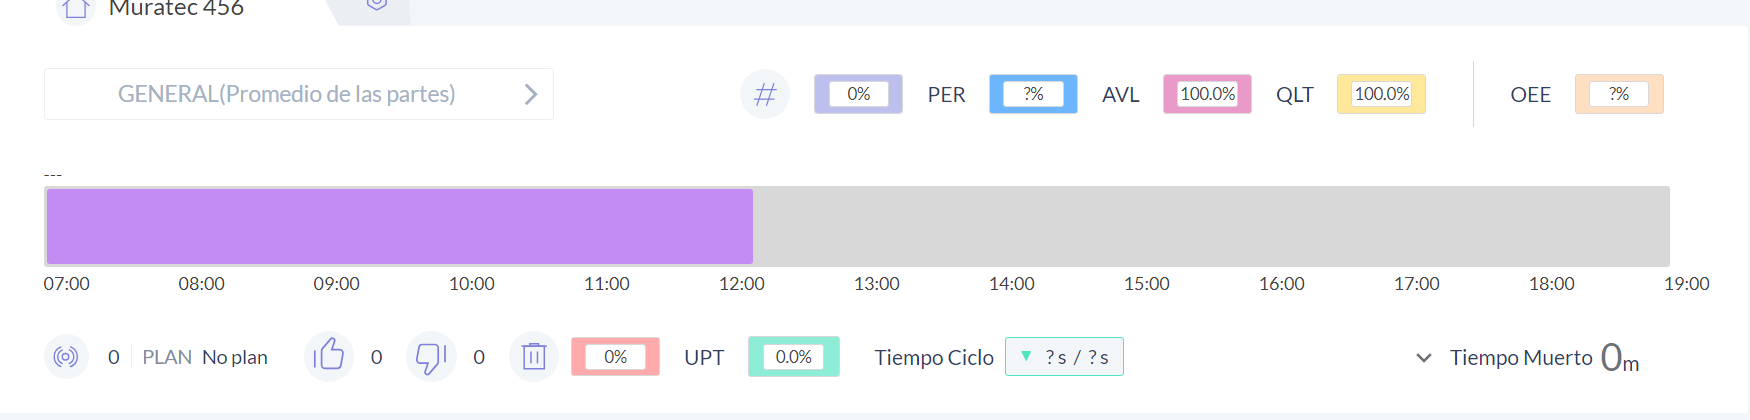 Muratec 456
GENERAL(Promedio de las partes)
# 0% PER ?% AVL 100.0% QLT 100.0% OEE ?%
---
07:00 08:00 09:00 10:00 11:00 12:00 13:00 14:00 15:00 16:00 17:00 18:00 19:00
0 PLAN No plan 0 0 0% UPT 0.0% Tiempo Ciclo ▼ ?s / ?s Tiempo Muerto 0m